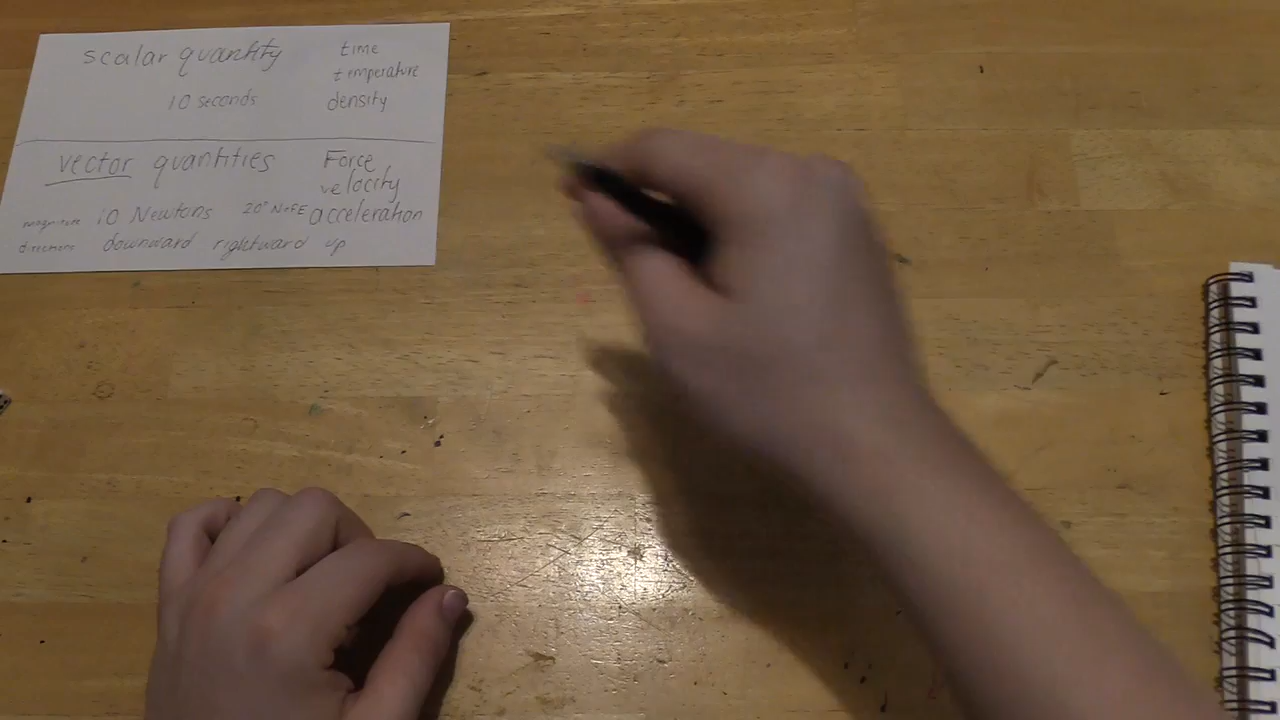 scalar quantity
time
temperature
10 seconds
density
vector quantities
Force
velocity
magnitude 10 Newtons 20° N of E acceleration
directions downward rightward up